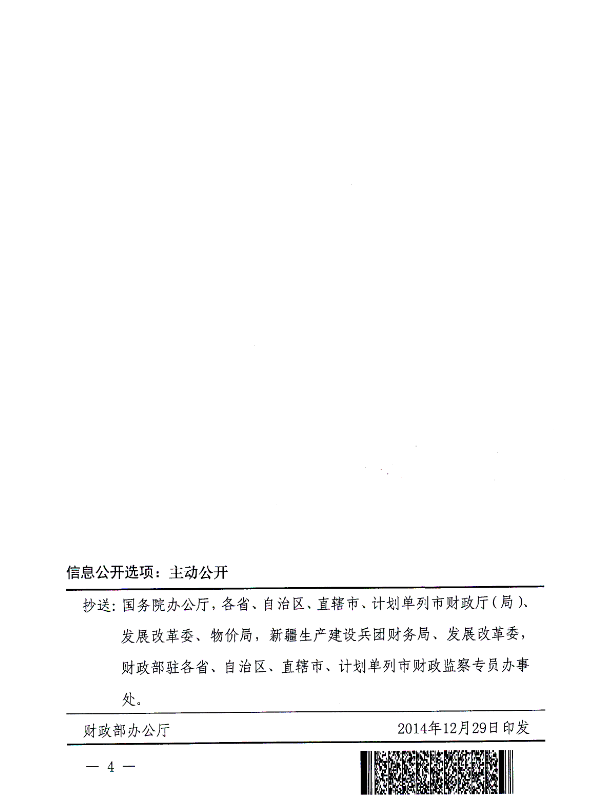 信息公开选项：主动公开
抄送：国务院办公厅，各省、自治区、直辖市、计划单列市财政厅（局）、
发展改革委、物价局，新疆生产建设兵团财务局、发展改革委，
财政部驻各省、自治区、直辖市、计划单列市财政监察专员办事
处。
财政部办公厅 2014年12月29日印发
— 4 —